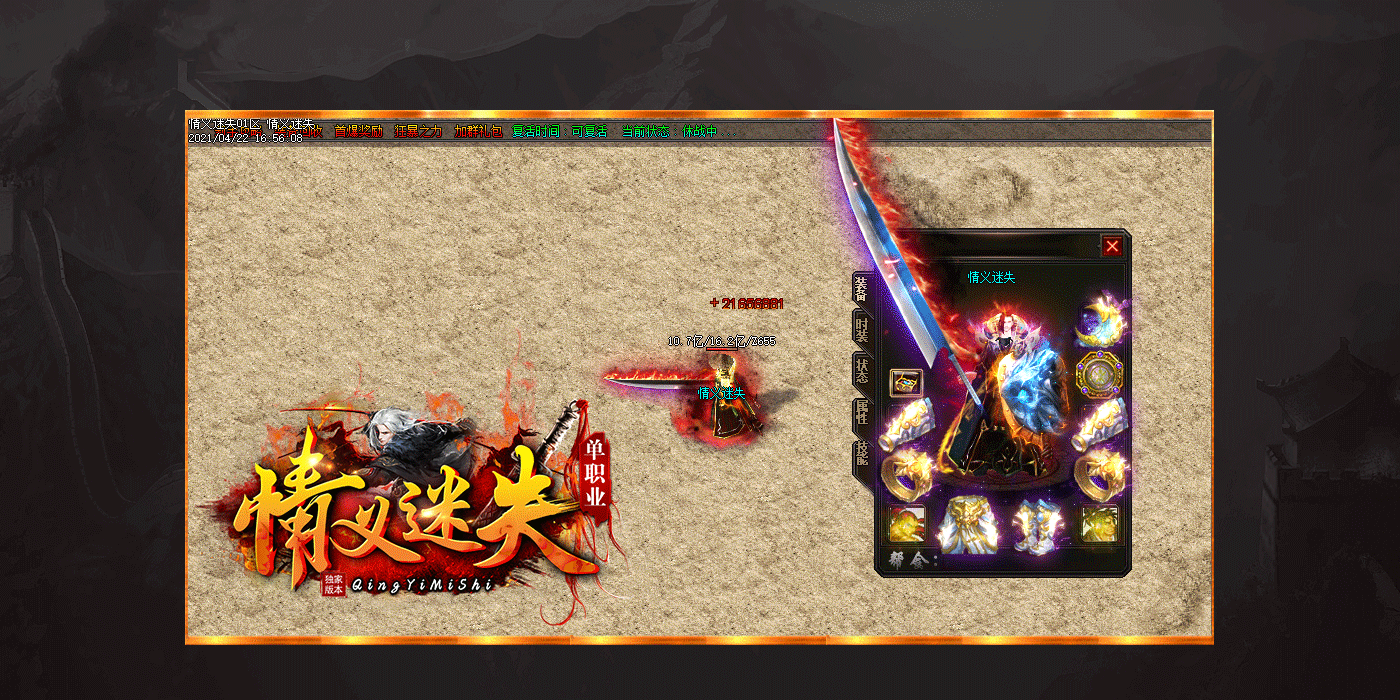 情义迷失01区 情义迷失
首爆奖励 狂暴之力 加群礼包 复活时间 可复活 当前状态：休战中...
2021/04/22 16:56:08
情义迷失
装备
时装
状态
属性
技能
+21656881
10.7亿/16.2亿/2655
情义迷失
单职业
情义迷失
独家版本
QingYiMiShi